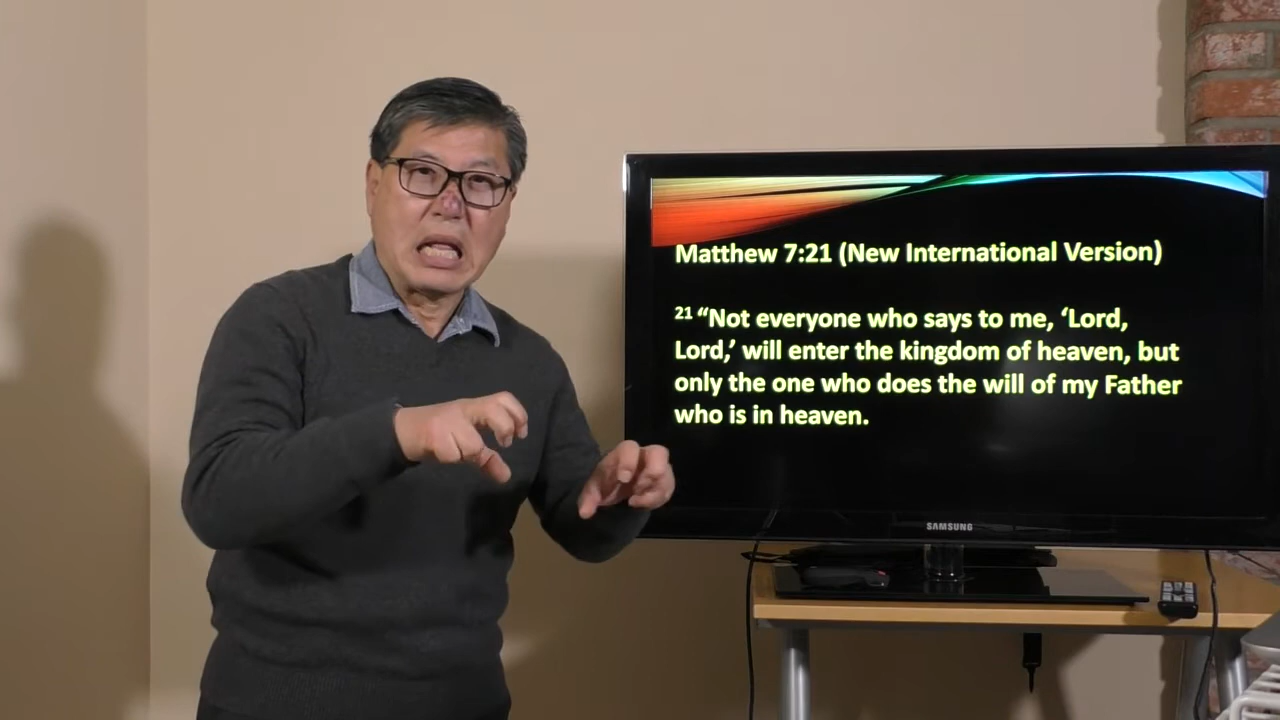 Matthew 7:21 (New International Version)
21 “Not everyone who says to me, ‘Lord,
Lord,’ will enter the kingdom of heaven, but
only the one who does the will of my Father
who is in heaven.
SAMSUNG